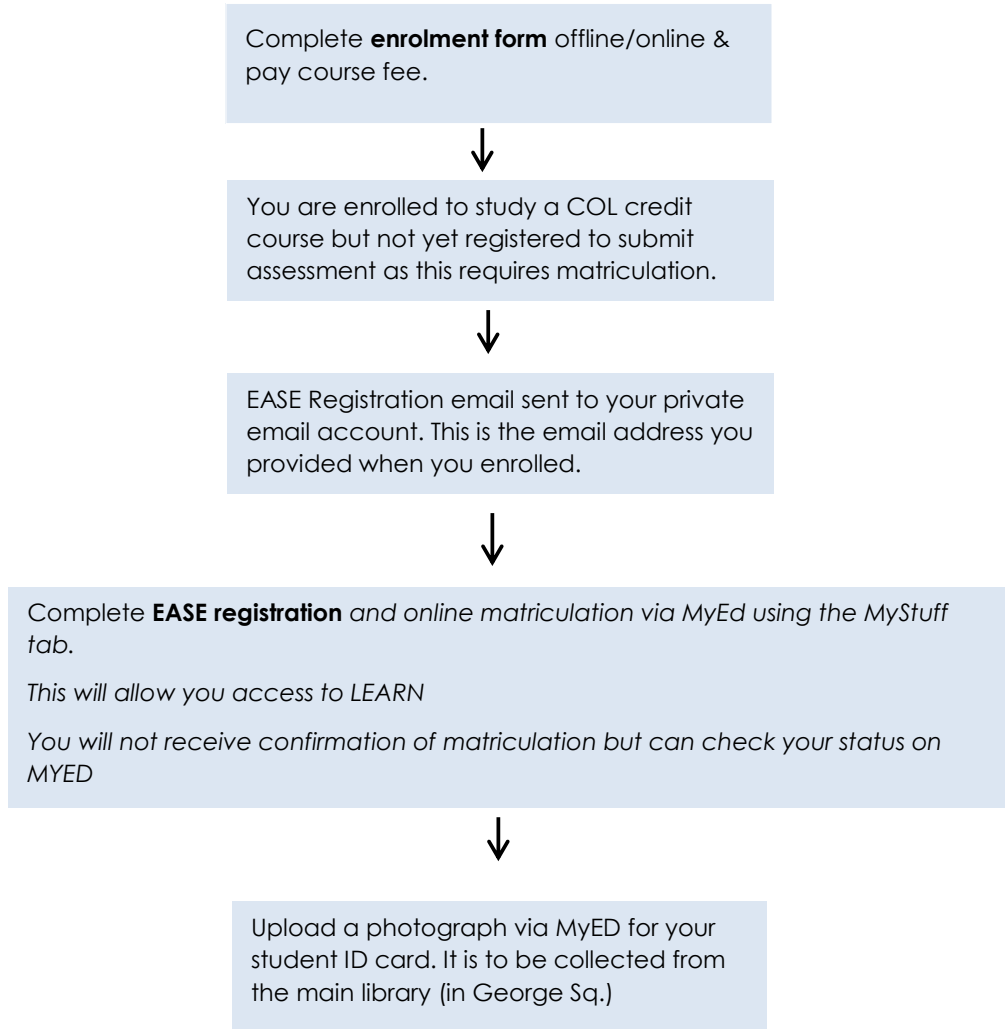 Complete enrolment form offline/online &
pay course fee.
You are enrolled to study a COL credit
course but not yet registered to submit
assessment as this requires matriculation.
EASE Registration email sent to your private
email account. This is the email address you
provided when you enrolled.
Complete EASE registration and online matriculation via MyEd using the MyStuff
tab.
This will allow you access to LEARN
You will not receive confirmation of matriculation but can check your status on
MYED
Upload a photograph via MyED for your
student ID card. It is to be collected from
the main library (in George Sq.)